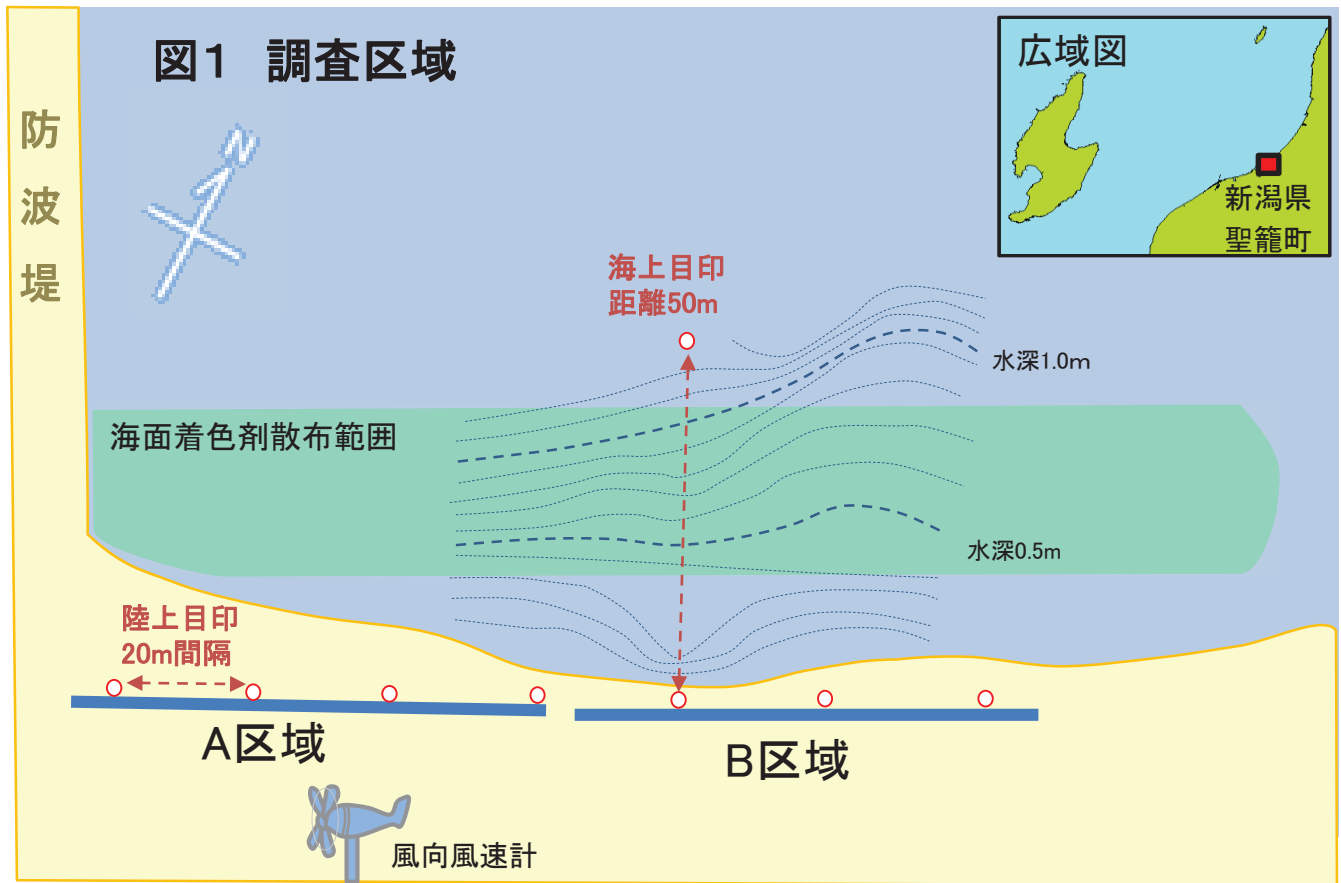 図1 調査区域
広域図
新潟県
聖籠町
防波堤
N
海上目印
距離50m
水深1.0m
海面着色剤散布範囲
水深0.5m
陸上目印
20m間隔
A区域
B区域
風向風速計